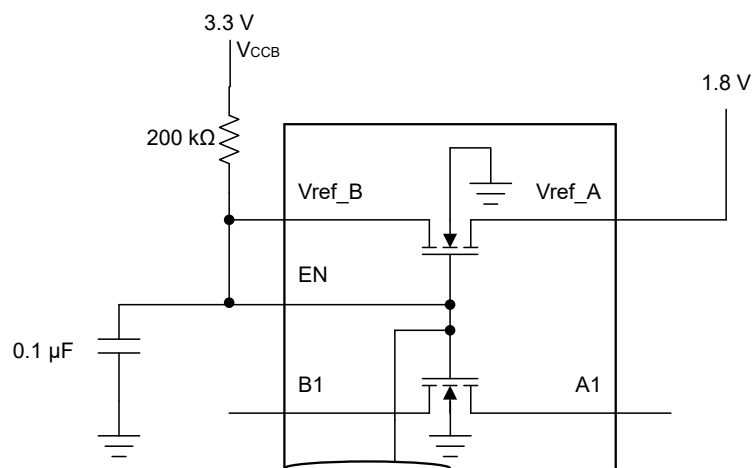 3.3 V
VCCB
1.8 V
200 kΩ
Vref_B
Vref_A
EN
0.1 µF
B1
A1